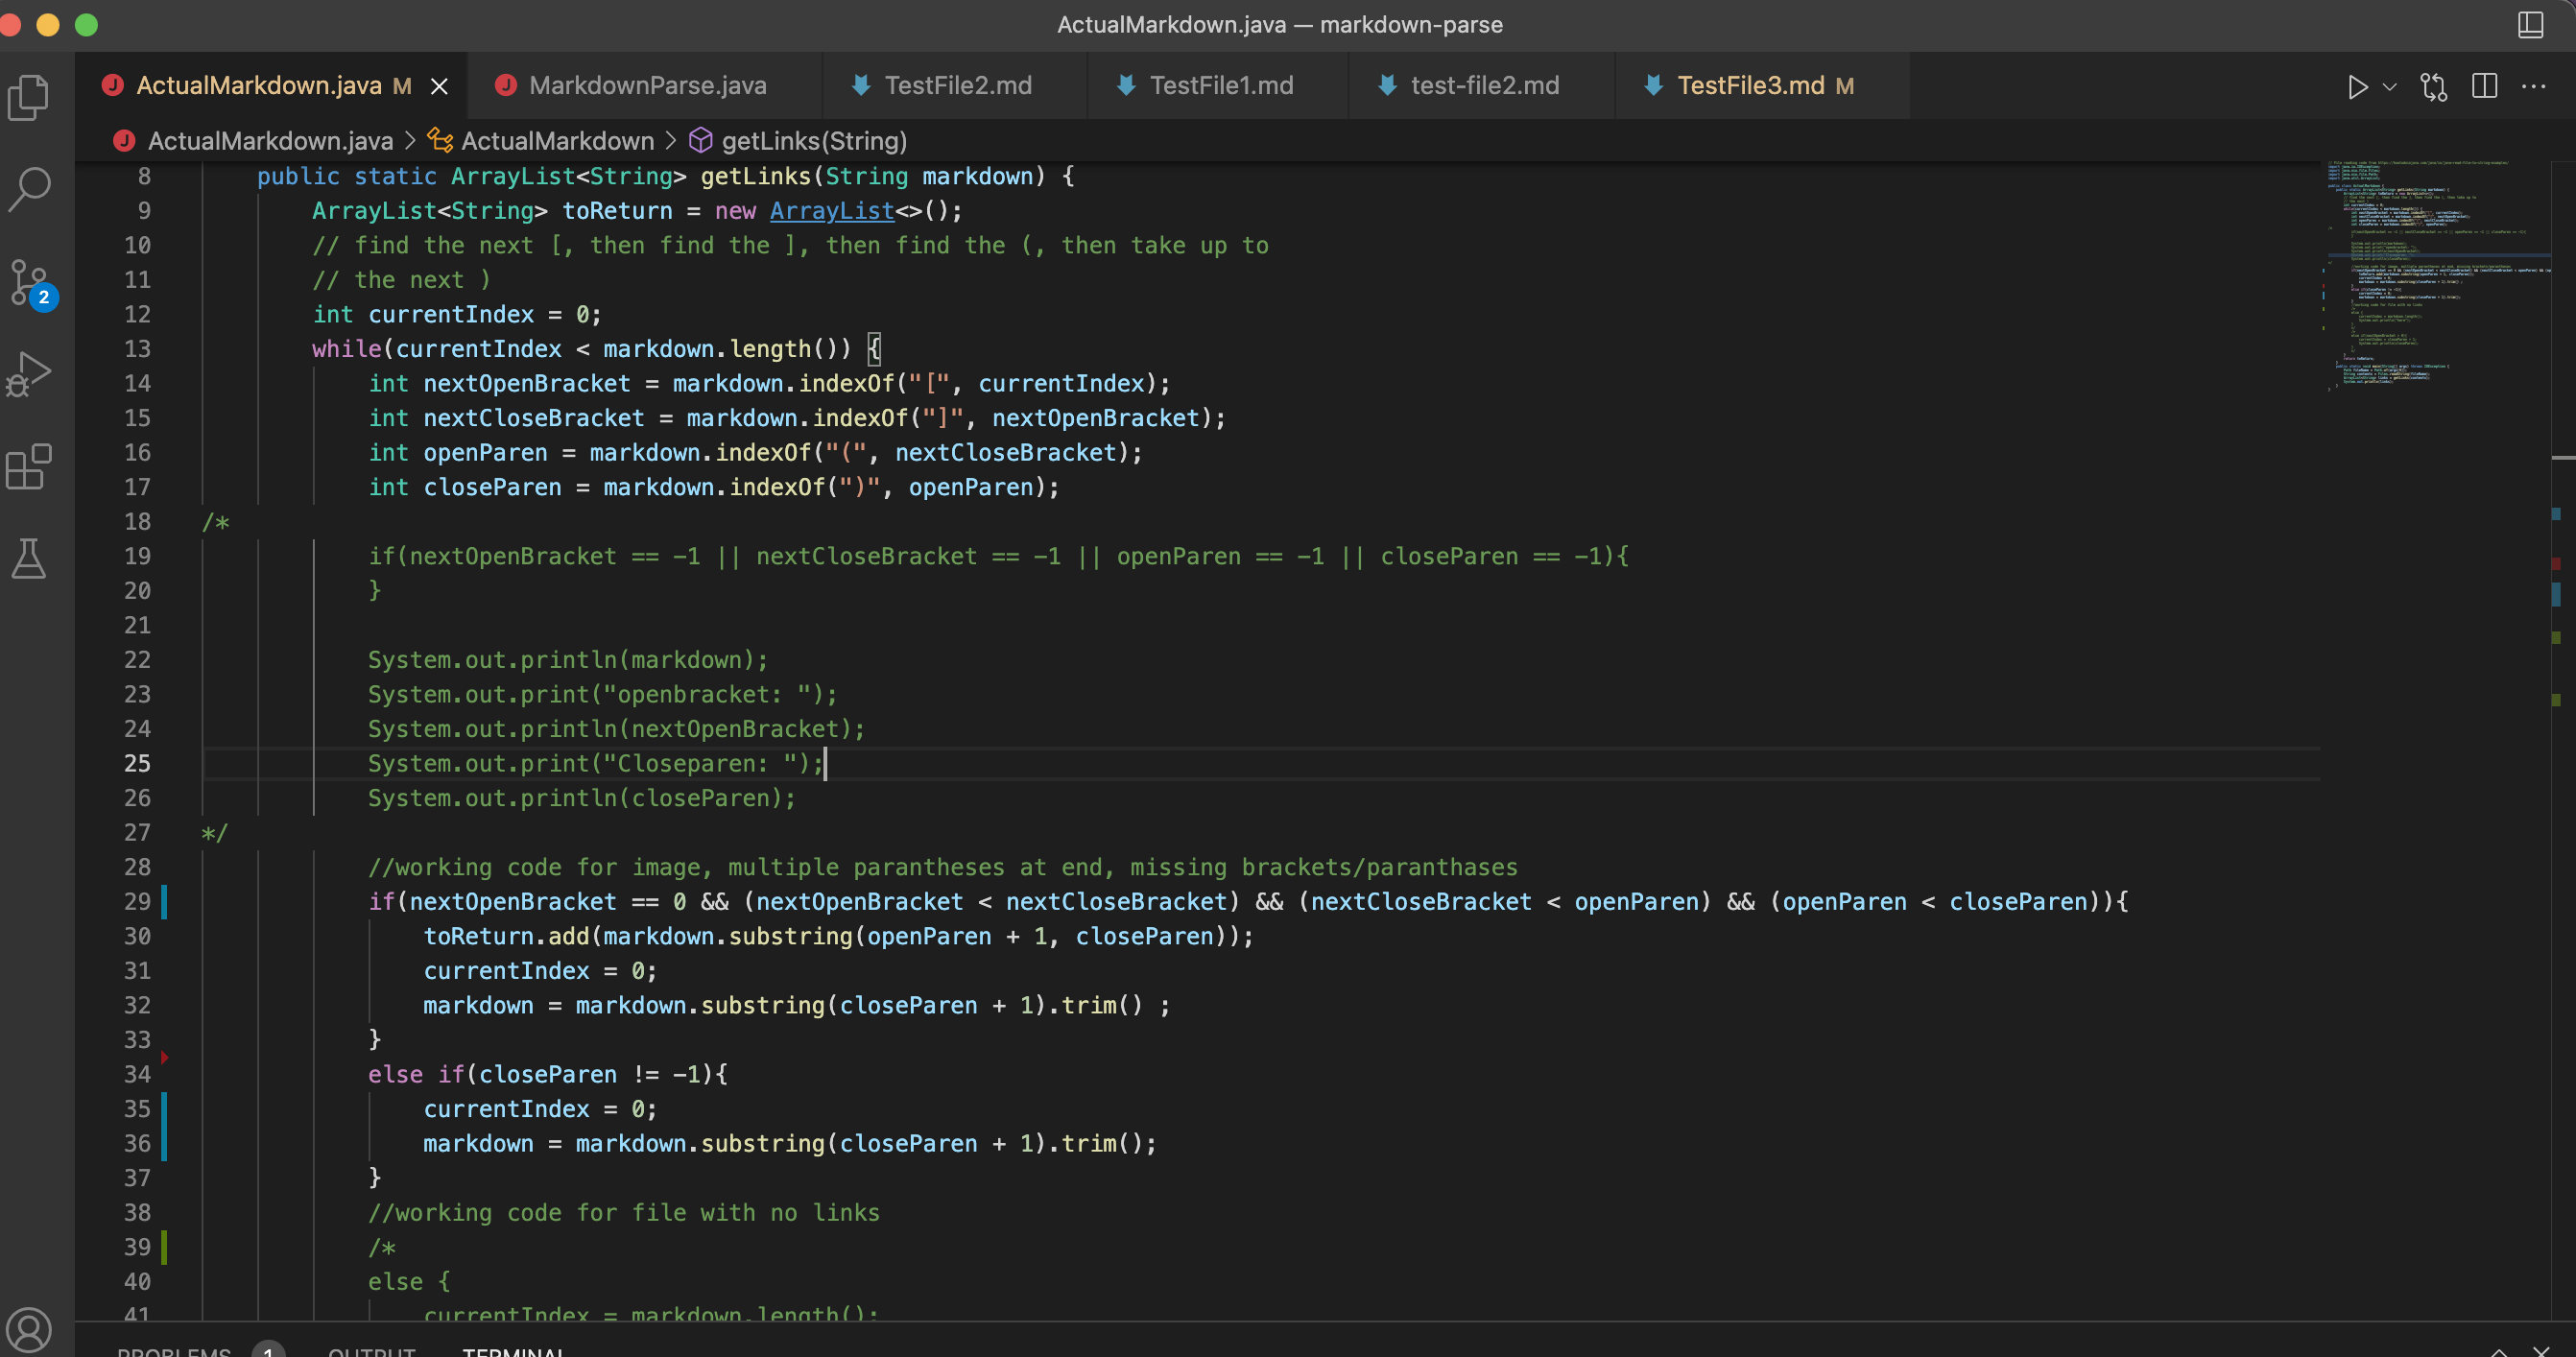 ActualMarkdown.java — markdown-parse
ActualMarkdown.java M MarkdownParse.java TestFile2.md TestFile1.md test-file2.md TestFile3.md M
ActualMarkdown.java > ActualMarkdown > getLinks(String)
8 public static ArrayList<String> getLinks(String markdown) {
9 ArrayList<String> toReturn = new ArrayList<>();
10 // find the next [, then find the ], then find the (, then take up to
11 // the next )
12 int currentIndex = 0;
13 while(currentIndex < markdown.length()) {
14 int nextOpenBracket = markdown.indexOf("[", currentIndex);
15 int nextCloseBracket = markdown.indexOf("]", nextOpenBracket);
16 int openParen = markdown.indexOf("(", nextCloseBracket);
17 int closeParen = markdown.indexOf(")", openParen);
18 /*
19 if(nextOpenBracket == -1 || nextCloseBracket == -1 || openParen == -1 || closeParen == -1){
20 }
21
22 System.out.println(markdown);
23 System.out.print("openbracket: ");
24 System.out.println(nextOpenBracket);
25 System.out.print("Closeparen: ");
26 System.out.println(closeParen);
27 */
28 //working code for image, multiple parantheses at end, missing brackets/paranthases
29 if(nextOpenBracket == 0 && (nextOpenBracket < nextCloseBracket) && (nextCloseBracket < openParen) && (openParen < closeParen)){
30 toReturn.add(markdown.substring(openParen + 1, closeParen));
31 currentIndex = 0;
32 markdown = markdown.substring(closeParen + 1).trim() ;
33 }
34 else if(closeParen != -1){
35 currentIndex = 0;
36 markdown = markdown.substring(closeParen + 1).trim();
37 }
38 //working code for file with no links
39 /*
40 else {
41 currentIndex = markdown.length();
2
PROBLEMS 1 OUTPUT TERMINAL